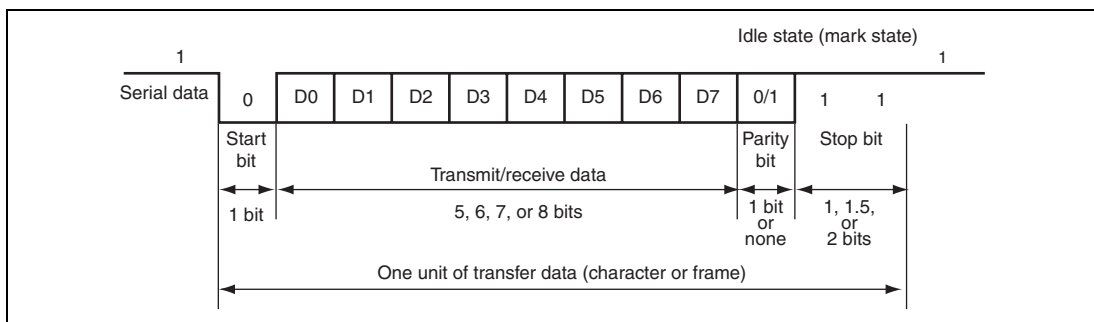 Idle state (mark state)
1 1
Serial data 0 D0 D1 D2 D3 D4 D5 D6 D7 0/1 1 1
Start
bit
Parity
bit
Stop bit
Transmit/receive data
1 bit
5, 6, 7, or 8 bits
1 bit
or
none
1, 1.5,
or
2 bits
One unit of transfer data (character or frame)